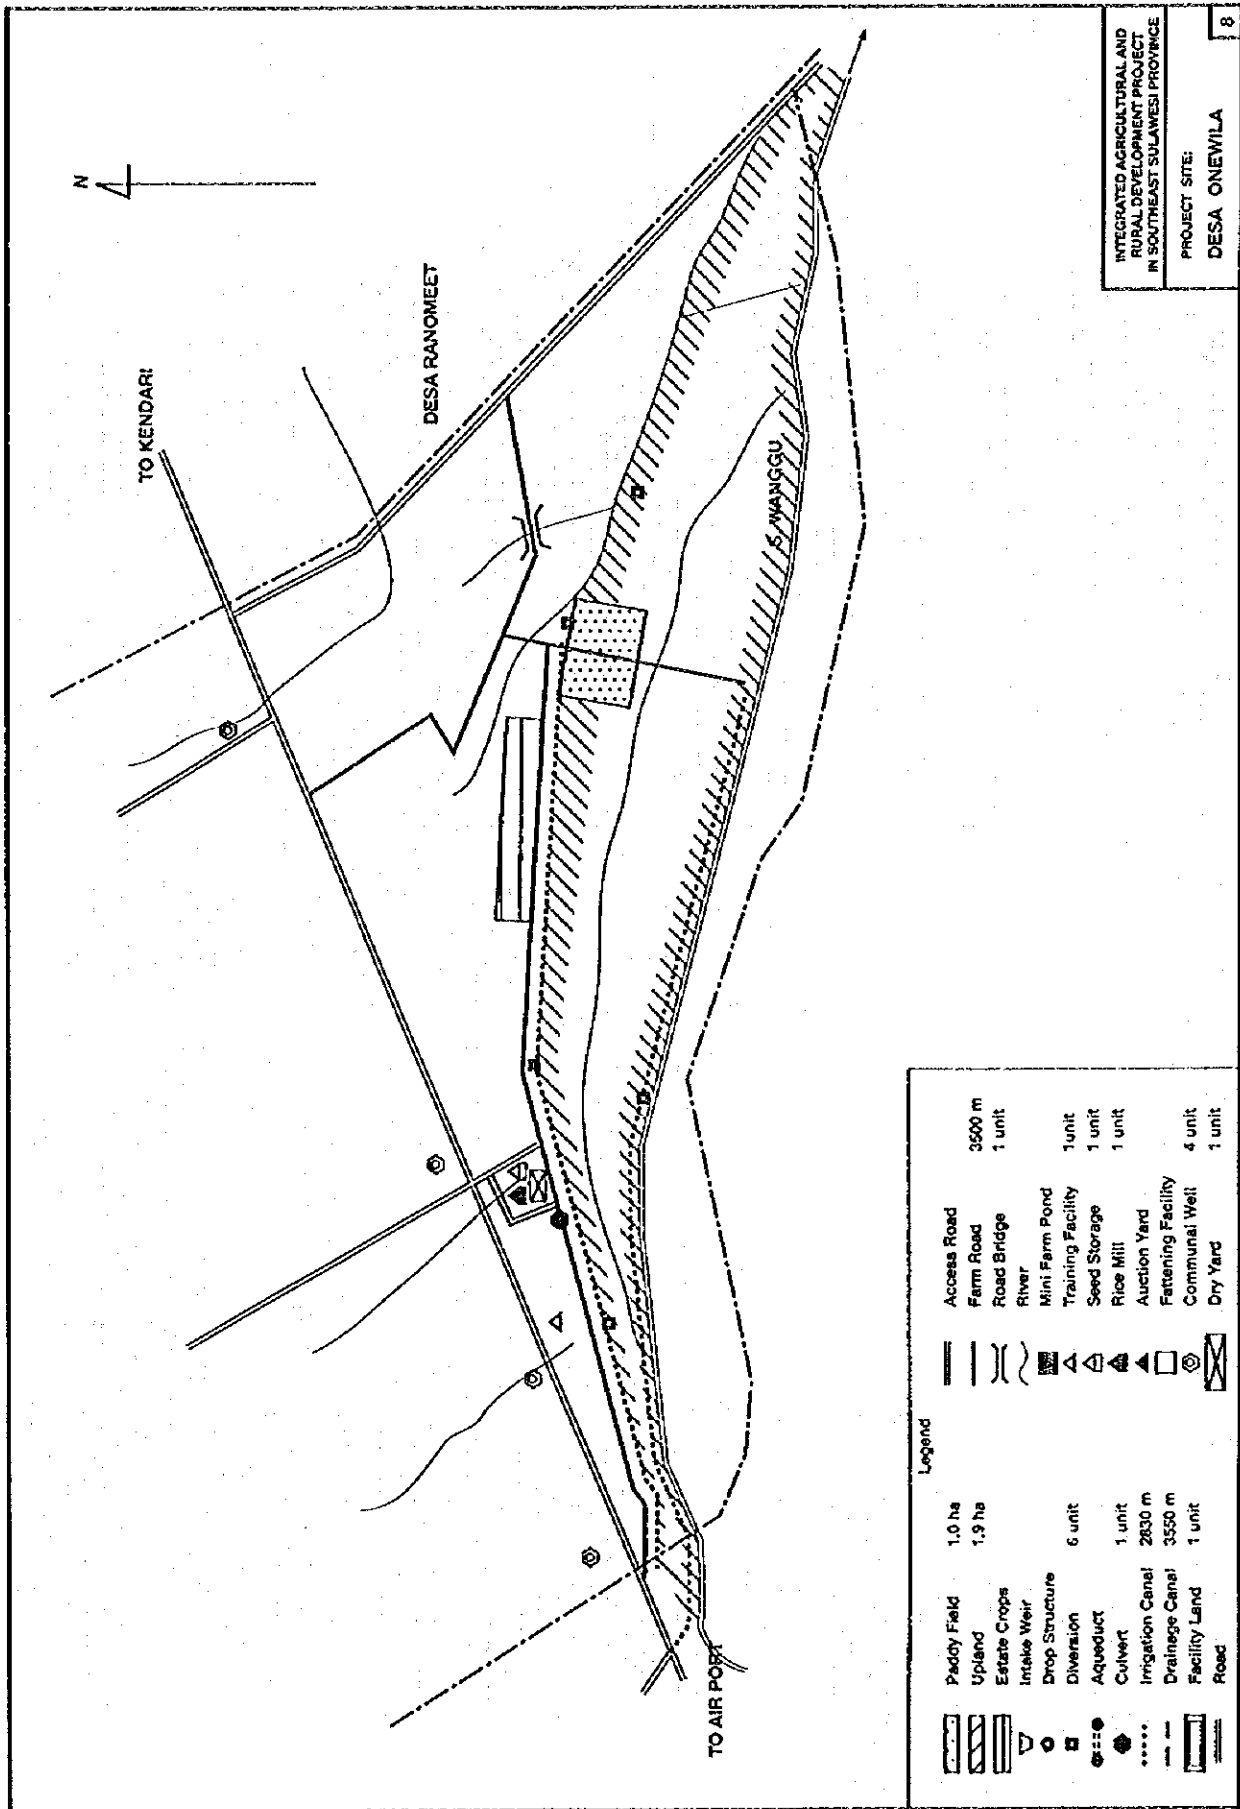 N
TO KENDARI
DESA RANOMEET
S. WANGGU
TO AIR PORT
Legend
Paddy Field 1.0 ha
Upland 1.9 ha
Estate Crops
Intake Weir
Drop Structure
Diversion 6 unit
Aqueduct
Culvert 1 unit
Irrigation Canal 2830 m
Drainage Canal 3550 m
Facility Land 1 unit
Road
Access Road
Farm Road 3500 m
Road Bridge 1 unit
River
Mini Farm Pond
Training Facility 1 unit
Seed Storage 1 unit
Rice Mill 1 unit
Auction Yard
Fattening Facility
Communal Well 4 unit
Dry Yard 1 unit
INTEGRATED AGRICULTURAL AND
RURAL DEVELOPMENT PROJECT
IN SOUTHEAST SULAWESI PROVINCE
PROJECT SITE:
DESA ONEWILA
8